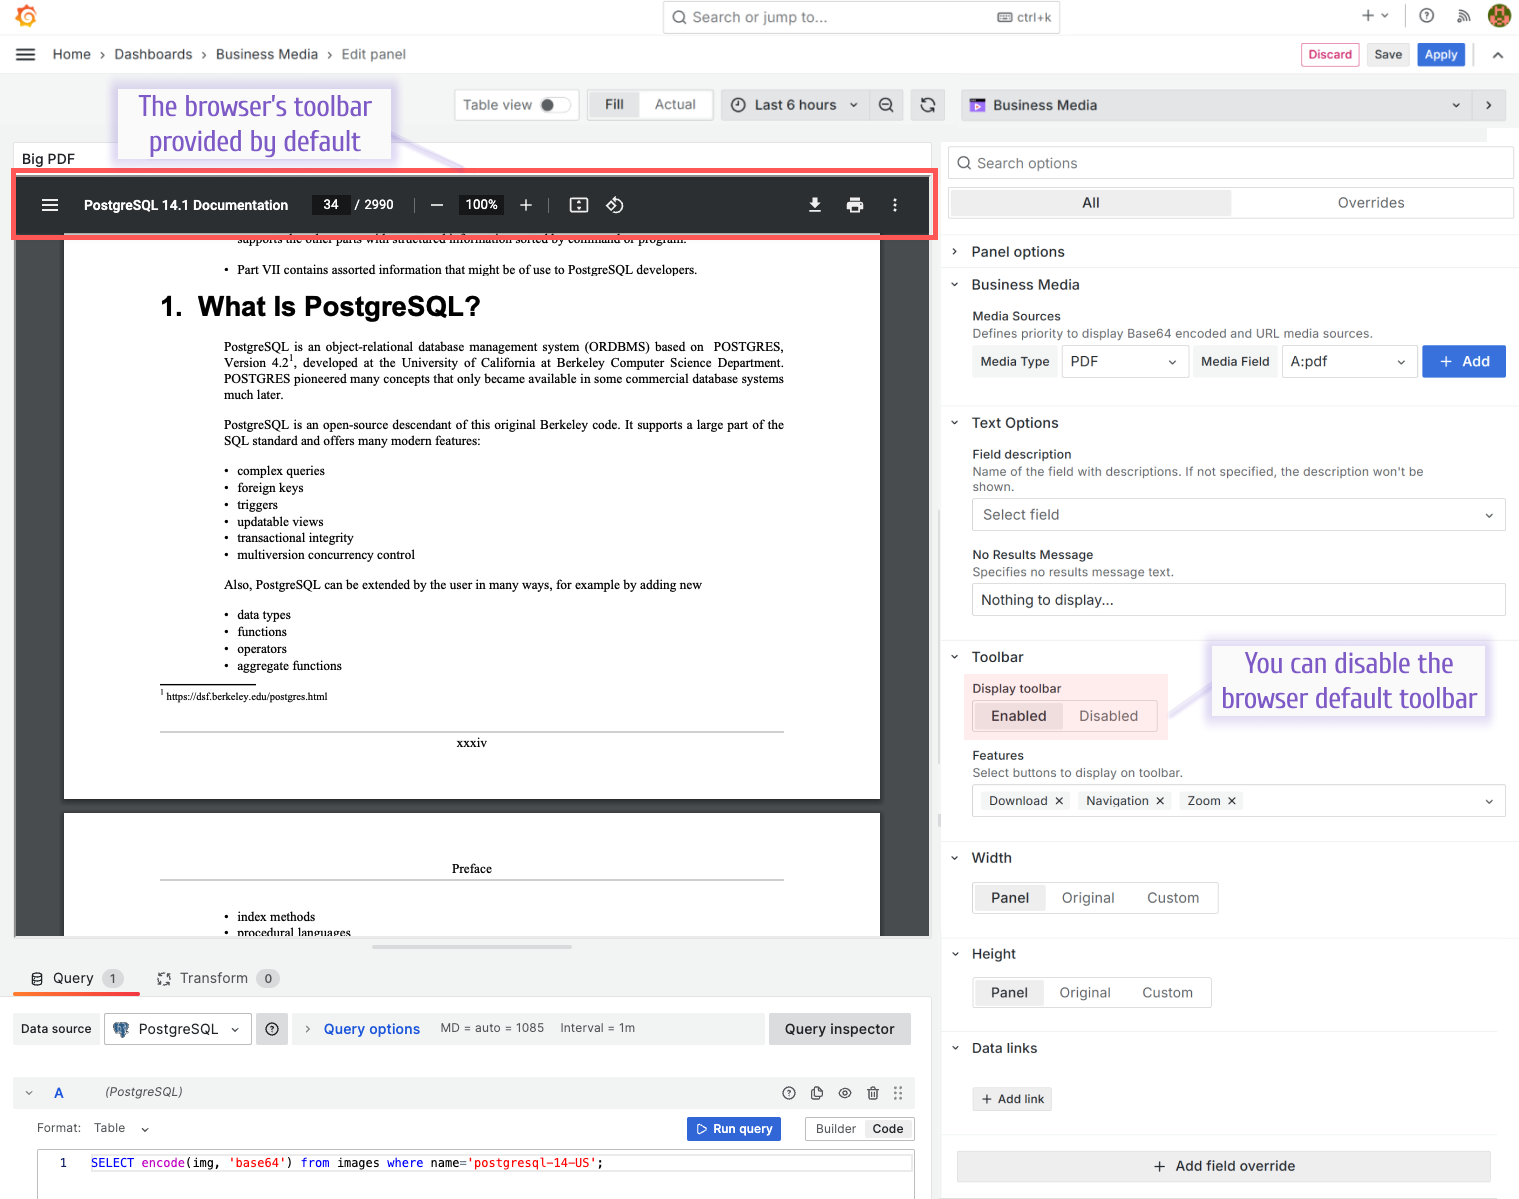 Search or jump to...
ctrl+k
Home › Dashboards › Business Media › Edit panel
Discard
Save
Apply
The browser's toolbar
provided by default
Table view
Fill
Actual
Last 6 hours
Business Media
Big PDF
PostgreSQL 14.1 Documentation
34 / 2990
100%
supports the other parts with structured information sorted by command or program.
• Part VII contains assorted information that might be of use to PostgreSQL developers.
1. What Is PostgreSQL?
PostgreSQL is an object-relational database management system (ORDBMS) based on POSTGRES,
Version 4.2¹, developed at the University of California at Berkeley Computer Science Department.
POSTGRES pioneered many concepts that only became available in some commercial database systems
much later.
PostgreSQL is an open-source descendant of this original Berkeley code. It supports a large part of the
SQL standard and offers many modern features:
• complex queries
• foreign keys
• triggers
• updatable views
• transactional integrity
• multiversion concurrency control
Also, PostgreSQL can be extended by the user in many ways, for example by adding new
• data types
• functions
• operators
• aggregate functions
¹ https://dsf.berkeley.edu/postgres.html
xxxiv
Preface
• index methods
• procedural languages
Query 1
Transform 0
Data source
PostgreSQL
Query options
MD = auto = 1085
Interval = 1m
Query inspector
A
(PostgreSQL)
Format: Table
Run query
Builder
Code
1 SELECT encode(img, 'base64') from images where name='postgresql-14-US';
Search options
All
Overrides
Panel options
Business Media
Media Sources
Defines priority to display Base64 encoded and URL media sources.
Media Type
PDF
Media Field
A:pdf
+ Add
Text Options
Field description
Name of the field with descriptions. If not specified, the description won't be
shown.
Select field
No Results Message
Specifies no results message text.
Nothing to display...
Toolbar
Display toolbar
Enabled
Disabled
You can disable the
browser default toolbar
Features
Select buttons to display on toolbar.
Download ×
Navigation ×
Zoom ×
Width
Panel
Original
Custom
Height
Panel
Original
Custom
Data links
+ Add link
+ Add field override